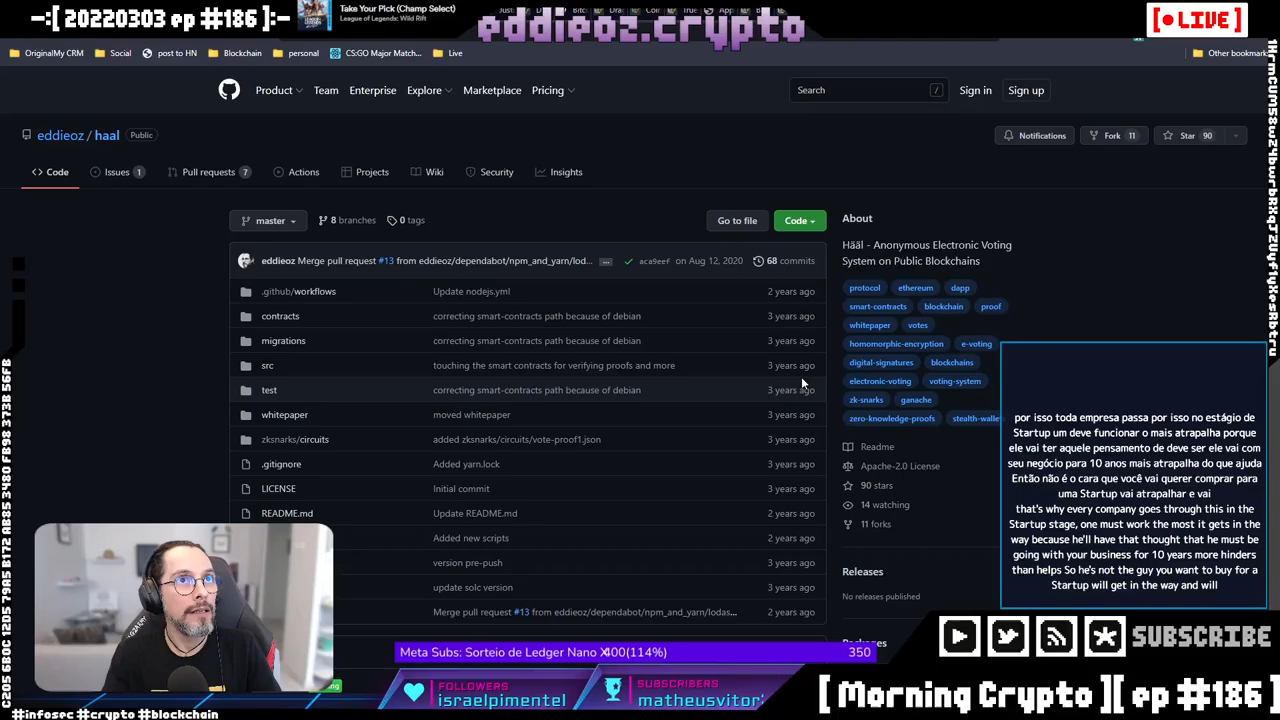 -:[ 20220303 ep #186 ]:-
Take Your Pick (Champ Select)
League of Legends: Wild Rift
eddieoz.crypto
[● LIVE]
OriginalMy CRM
Social
post to HN
Blockchain
personal
CS:GO Major Match...
Live
Other bookmark
Product
Team
Enterprise
Explore
Marketplace
Pricing
Search
/
Sign in
Sign up
eddieoz / haal
Public
Notifications
Fork 11
Star 90
Code
Issues 1
Pull requests 7
Actions
Projects
Wiki
Security
Insights
master
8 branches
0 tags
Go to file
Code
eddieoz Merge pull request #13 from eddieoz/dependabot/npm_and_yarn/lod... ... aca9eef on Aug 12, 2020 68 commits
.github/workflows Update nodejs.yml 2 years ago
contracts correcting smart-contracts path because of debian 3 years ago
migrations correcting smart-contracts path because of debian 3 years ago
src touching the smart contracts for verifying proofs and more 3 years ago
test correcting smart-contracts path because of debian 3 years ago
whitepaper moved whitepaper 3 years ago
zksnarks/circuits added zksnarks/circuits/vote-proof1.json 3 years ago
.gitignore added yarn.lock 3 years ago
LICENSE Initial commit 3 years ago
README.md Update README.md 2 years ago
Added new scripts 2 years ago
version pre-push 3 years ago
update solc version 3 years ago
Merge pull request #13 from eddieoz/dependabot/npm_and_yarn/lodas... 2 years ago
About
Hääl - Anonymous Electronic Voting
System on Public Blockchains
protocol ethereum dapp
smart-contracts blockchain proof
whitepaper votes
homomorphic-encryption e-voting
digital-signatures blockchains
electronic-voting voting-system
zk-snarks ganache
zero-knowledge-proofs stealth-walle
Readme
Apache-2.0 License
90 stars
14 watching
11 forks
Releases
No releases published
por isso toda empresa passa por isso no estágio de
Startup um deve funcionar o mais atrapalha porque
ele vai ter aquele pensamento de deve ser ele vai com
seu negócio para 10 anos mais atrapalha do que ajuda
Então não é o cara que você vai querer comprar para
uma Startup vai atrapalhar e vai
that's why every company goes through this in the
Startup stage, one must work the most it gets in the
way because he'll have that thought that he must be
going with your business for 10 years more hinders
than helps So he's not the guy you want to buy for a
Startup will get in the way and will
SUBSCRIBE
Meta Subs: Sorteio de Ledger Nano X 400(114%) 350
FOLLOWERS
israelpimentel
SUBSCRIBERS
matheusvitor
[ Morning Crypto ][ ep #186 ]
#infosec #crypto #blockchain